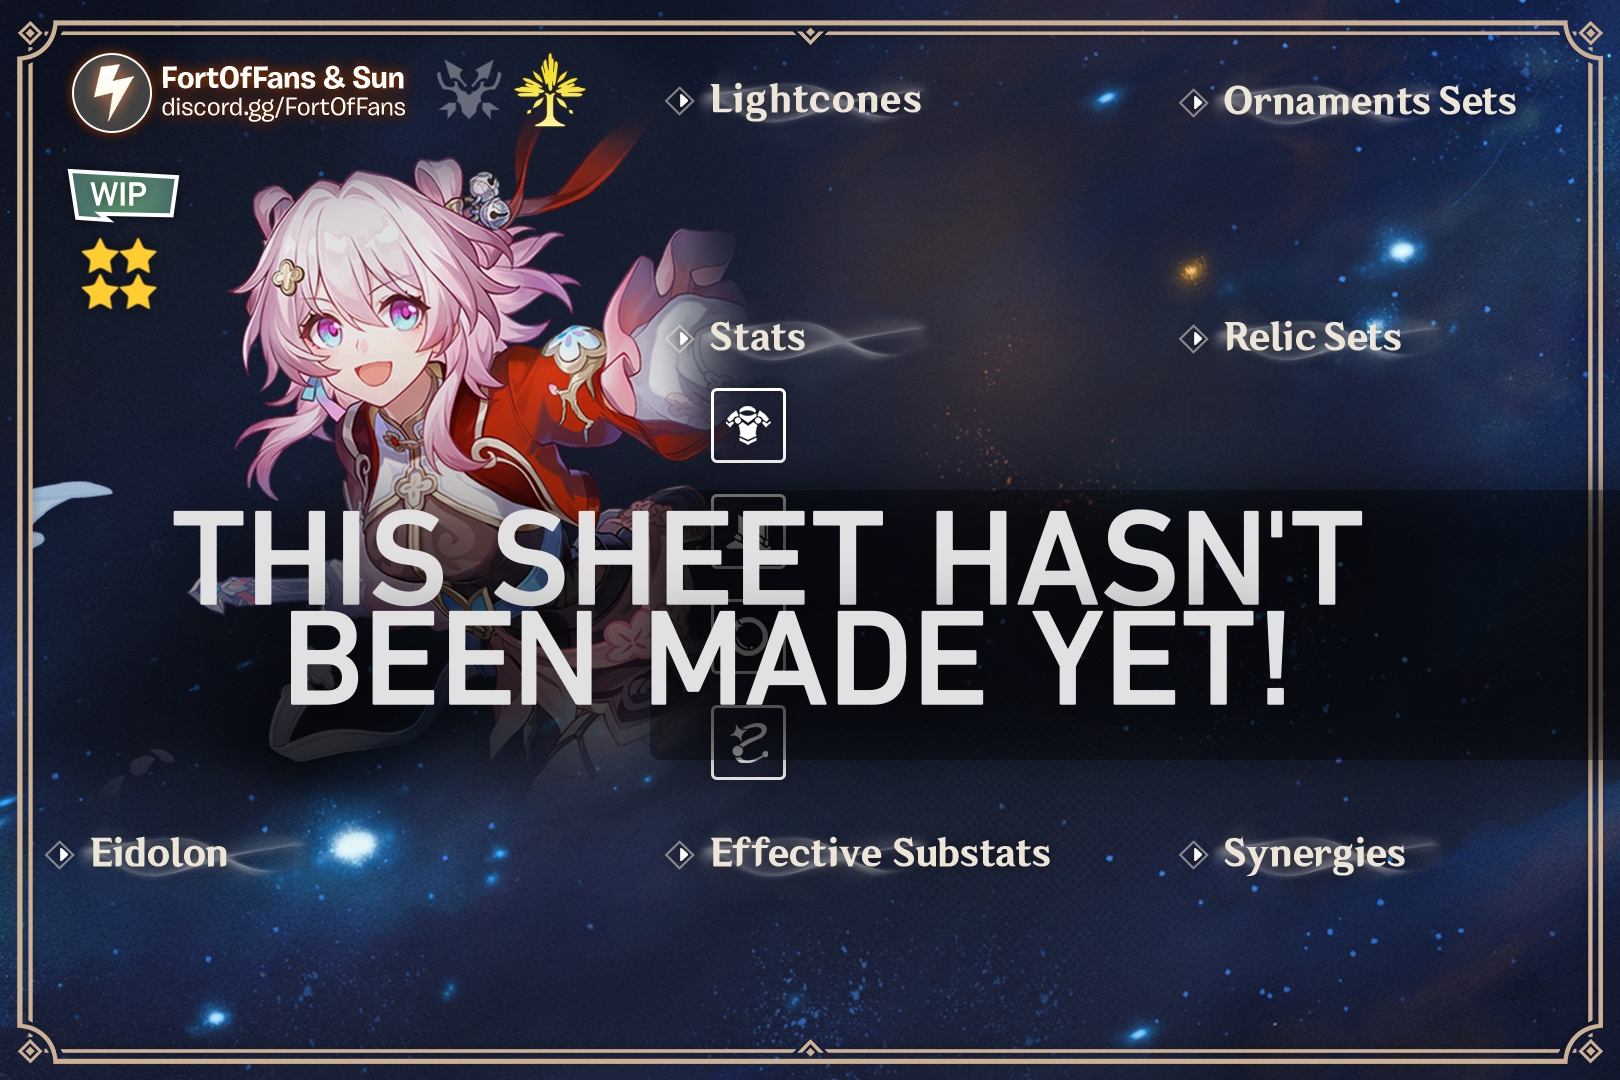 FortOfFans & Sun
discord.gg/FortOfFans
WIP
Lightcones
Ornaments Sets
Stats
Relic Sets
THIS SHEET HASN'T
BEEN MADE YET!
Eidolon
Effective Substats
Synergies